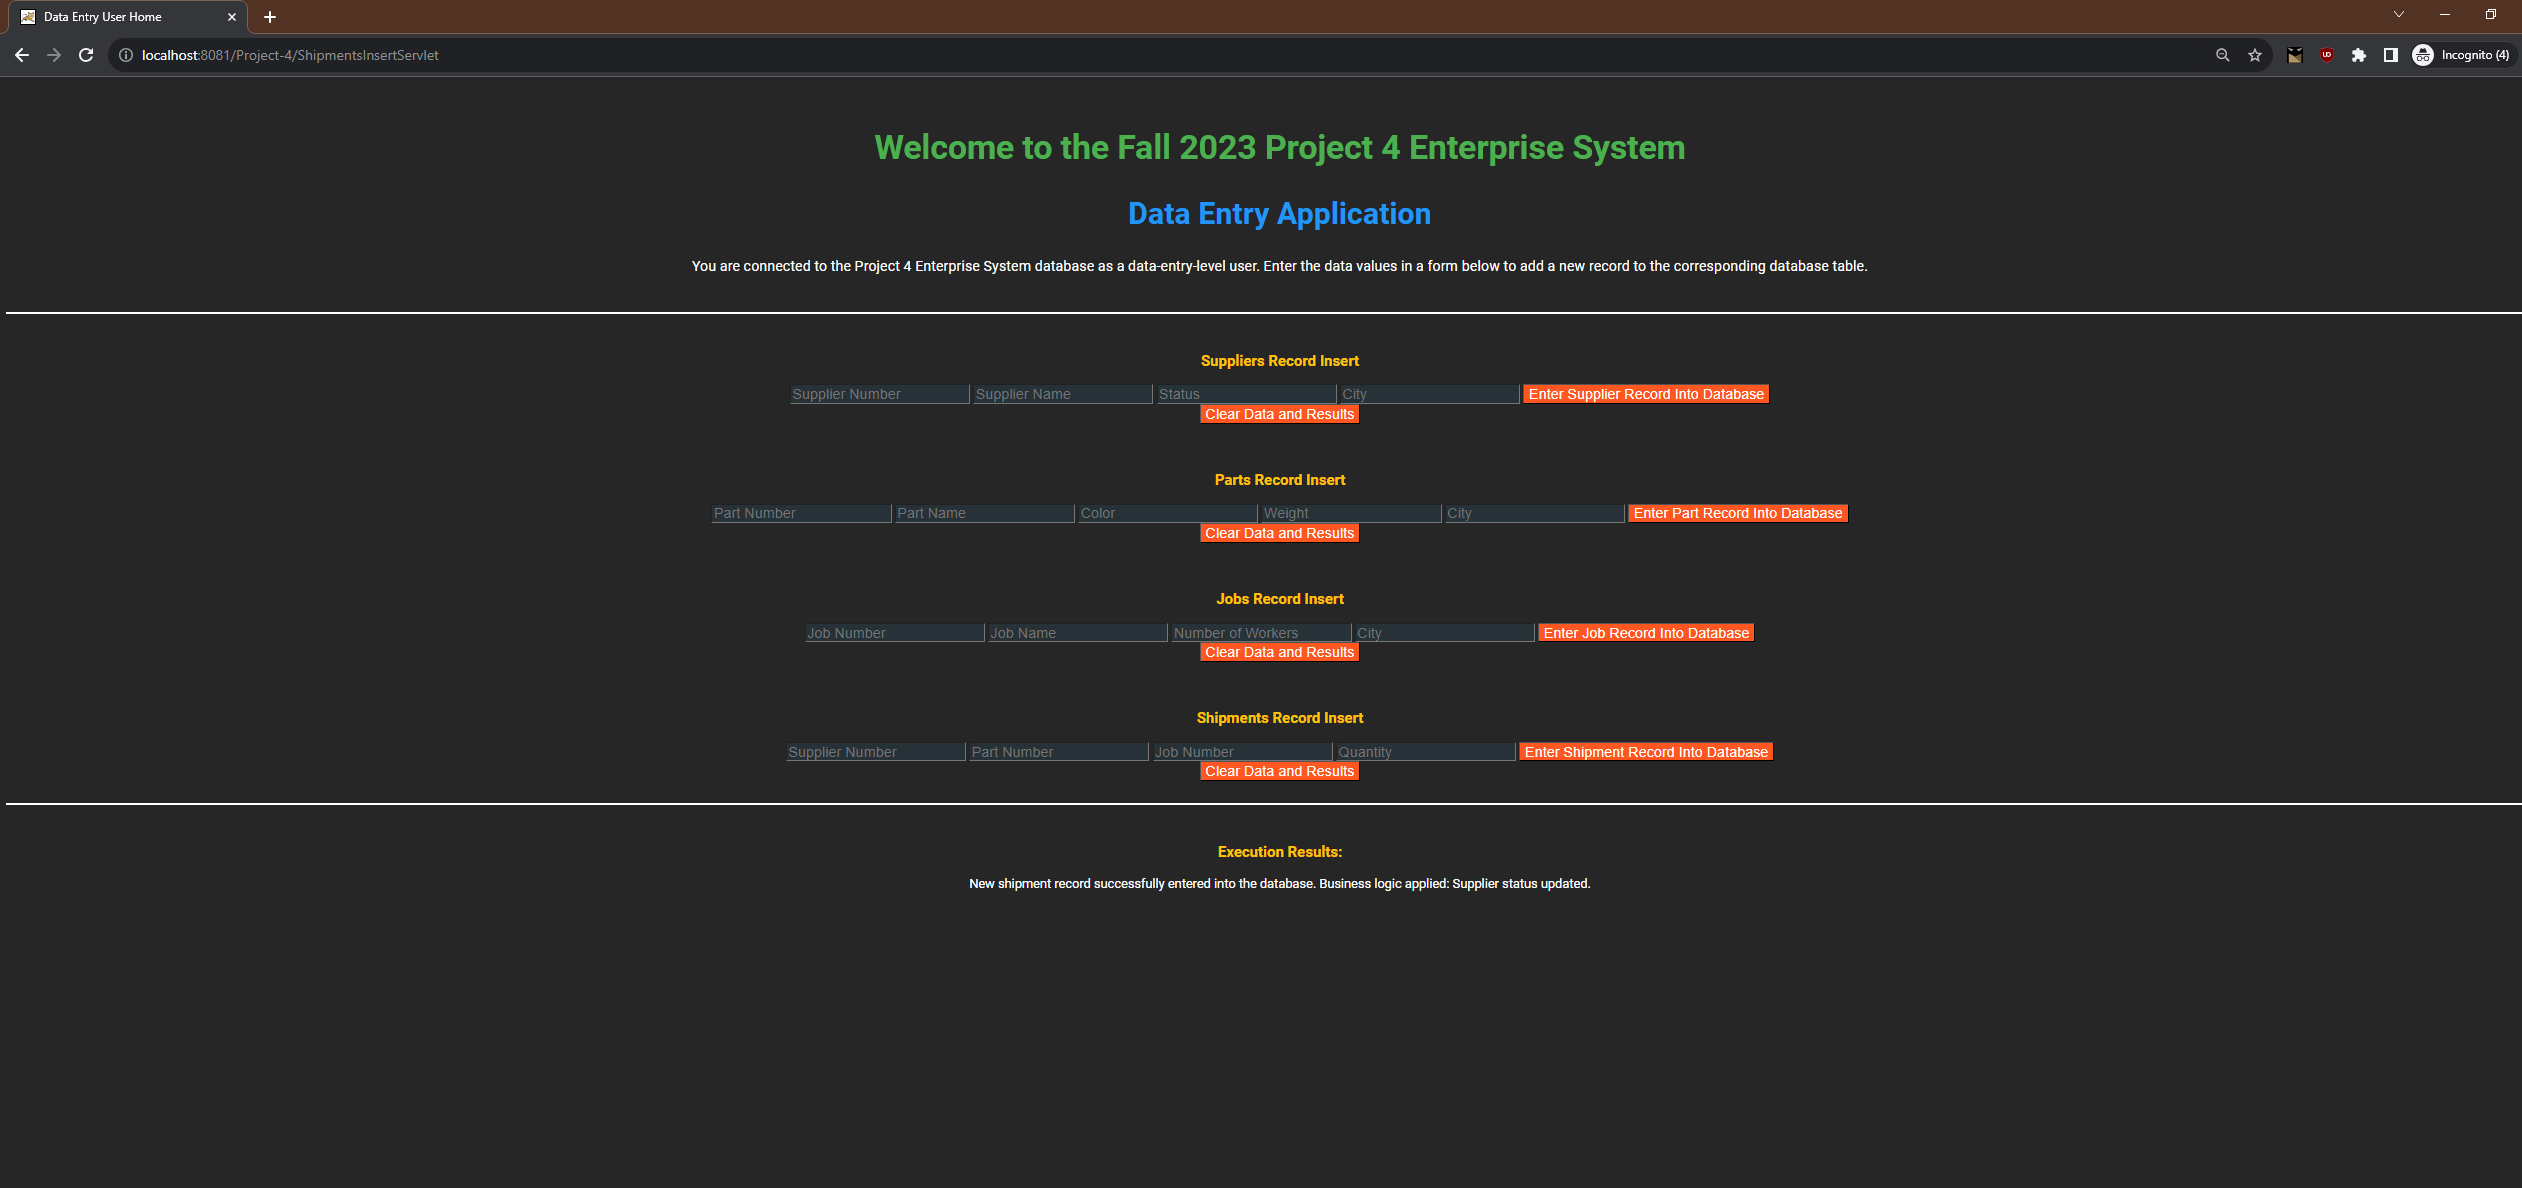 Data Entry User Home
localhost:8081/Project-4/ShipmentsInsertServlet
Incognito (4)
Welcome to the Fall 2023 Project 4 Enterprise System
Data Entry Application
You are connected to the Project 4 Enterprise System database as a data-entry-level user. Enter the data values in a form below to add a new record to the corresponding database table.
Suppliers Record Insert
Supplier Number Supplier Name Status City Enter Supplier Record Into Database
Clear Data and Results
Parts Record Insert
Part Number Part Name Color Weight City Enter Part Record Into Database
Clear Data and Results
Jobs Record Insert
Job Number Job Name Number of Workers City Enter Job Record Into Database
Clear Data and Results
Shipments Record Insert
Supplier Number Part Number Job Number Quantity Enter Shipment Record Into Database
Clear Data and Results
Execution Results:
New shipment record successfully entered into the database. Business logic applied: Supplier status updated.